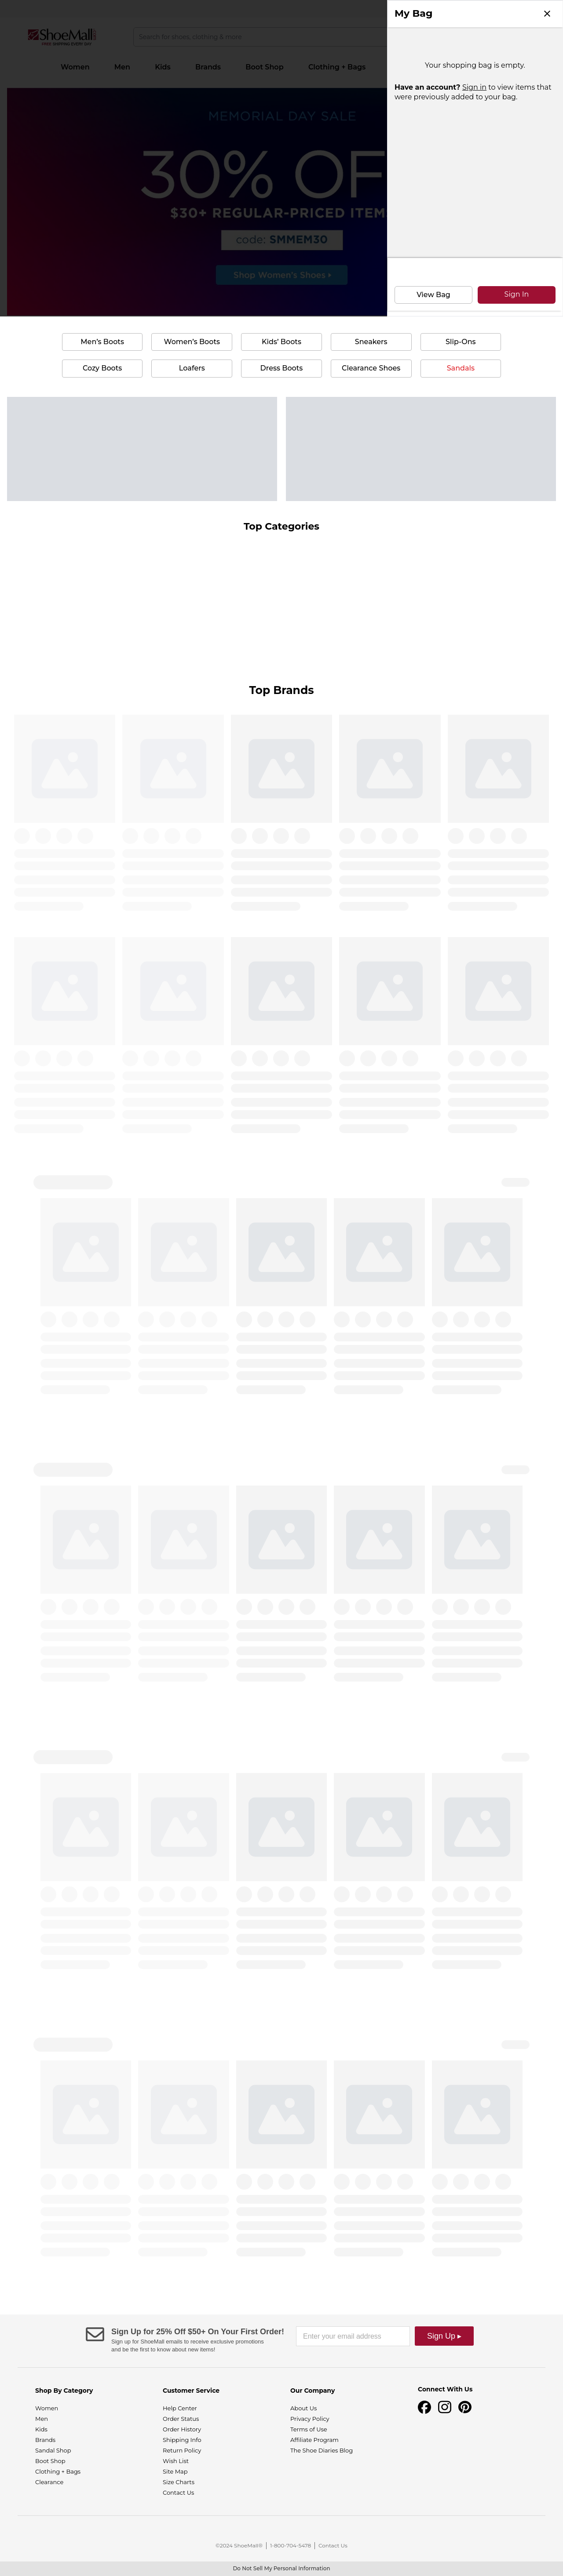 ShoeMall
Search for shoes, clothing & more
Women Men Kids Brands Boot Shop Clothing + Bags
MEMORIAL DAY SALE
30% OF
$30+ REGULAR-PRICED ITEM
code: SMMEM30
Shop Women's Shoes ▸
My Bag ✕
Your shopping bag is empty.
Have an account? Sign in to view items that
were previously added to your bag.
View Bag Sign In
Men's Boots Women's Boots Kids' Boots Sneakers Slip-Ons
Cozy Boots Loafers Dress Boots Clearance Shoes Sandals
Top Categories
Top Brands
Sign Up for 25% Off $50+ On Your First Order!
Sign up for ShoeMall emails to receive exclusive promotions
and be the first to know about new items!
Enter your email address
Sign Up ▸
Shop By Category
Women
Men
Kids
Brands
Sandal Shop
Boot Shop
Clothing + Bags
Clearance
Customer Service
Help Center
Order Status
Order History
Shipping Info
Return Policy
Wish List
Site Map
Size Charts
Contact Us
Our Company
About Us
Privacy Policy
Terms of Use
Affiliate Program
The Shoe Diaries Blog
Connect With Us
©2024 ShoeMall® | 1-800-704-5478 | Contact Us
Do Not Sell My Personal Information